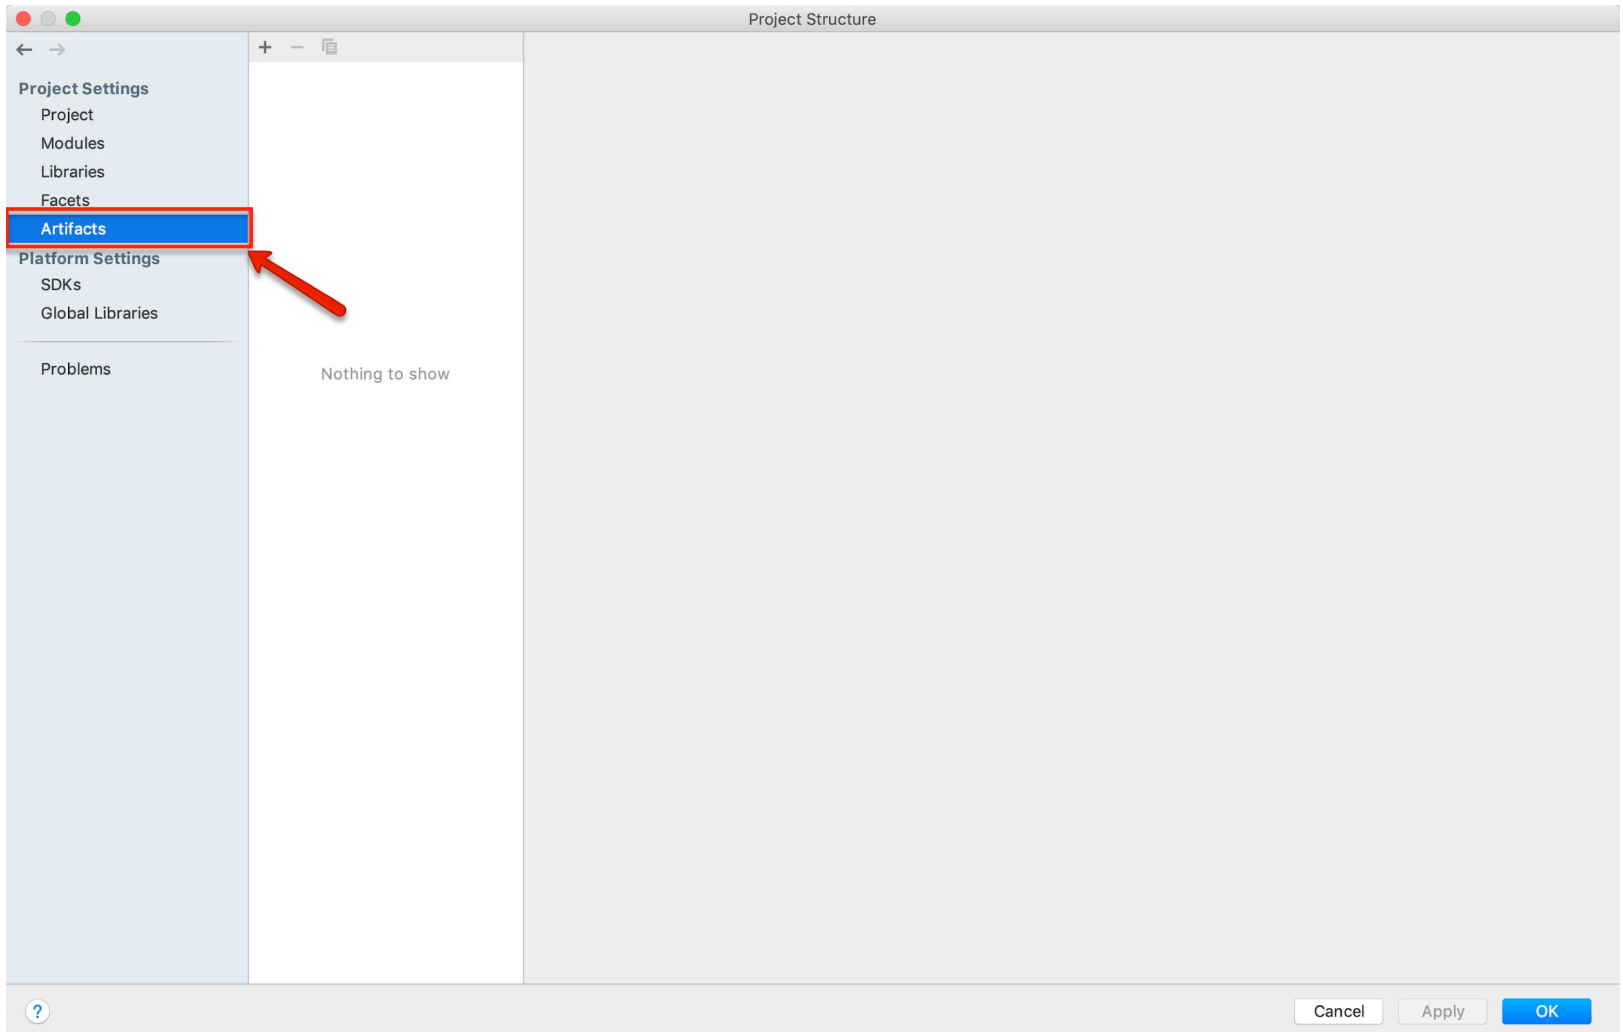 Project Structure
Project Settings
Project
Modules
Libraries
Facets
Artifacts
Platform Settings
SDKs
Global Libraries
Problems
Nothing to show
?
Cancel
Apply
OK